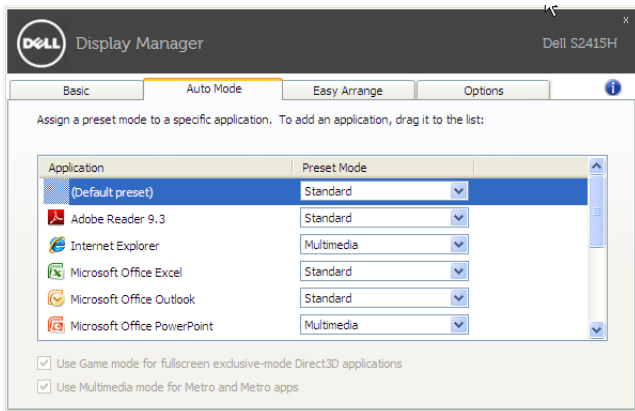 DELL Display Manager Dell S2415H x
Basic Auto Mode Easy Arrange Options i
Assign a preset mode to a specific application. To add an application, drag it to the list:
Application Preset Mode
(Default preset) Standard
Adobe Reader 9.3 Standard
Internet Explorer Multimedia
Microsoft Office Excel Standard
Microsoft Office Outlook Standard
Microsoft Office PowerPoint Multimedia
Use Game mode for fullscreen exclusive-mode Direct3D applications
Use Multimedia mode for Metro and Metro apps